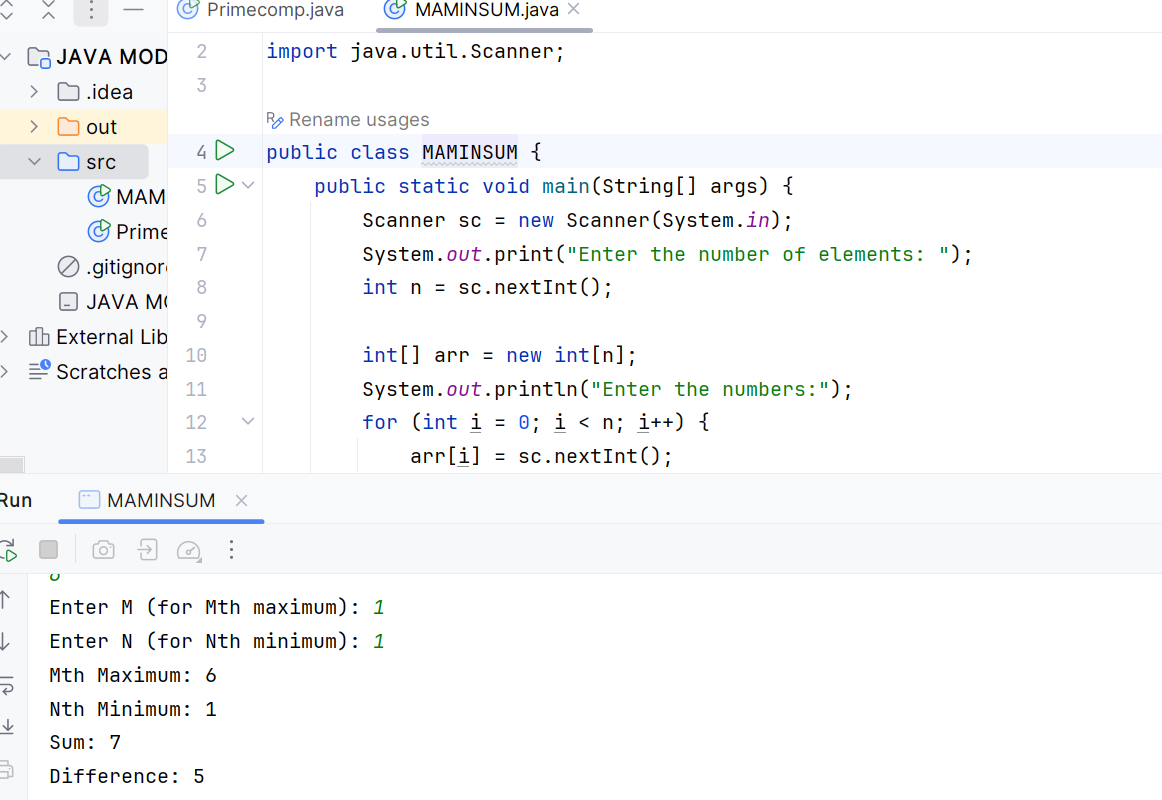 Primecomp.java MAMINSUM.java
JAVA MOD
.idea
out
src
MAM
Prime
.gitignor
JAVA MO
External Lib
Scratches a
2 import java.util.Scanner;
3
Rename usages
4 public class MAMINSUM {
5 public static void main(String[] args) {
6 Scanner sc = new Scanner(System.in);
7 System.out.print("Enter the number of elements: ");
8 int n = sc.nextInt();
9
10 int[] arr = new int[n];
11 System.out.println("Enter the numbers:");
12 for (int i = 0; i < n; i++) {
13 arr[i] = sc.nextInt();
Run MAMINSUM
6
Enter M (for Mth maximum): 1
Enter N (for Nth minimum): 1
Mth Maximum: 6
Nth Minimum: 1
Sum: 7
Difference: 5